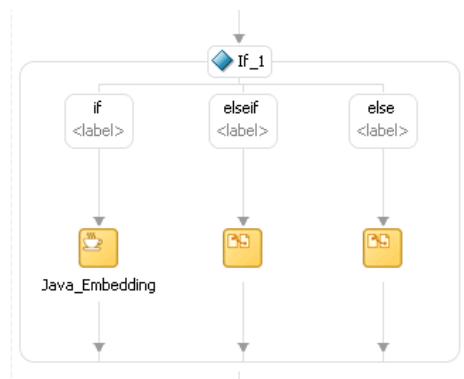 If_1
if
<label>
elseif
<label>
else
<label>
Java_Embedding